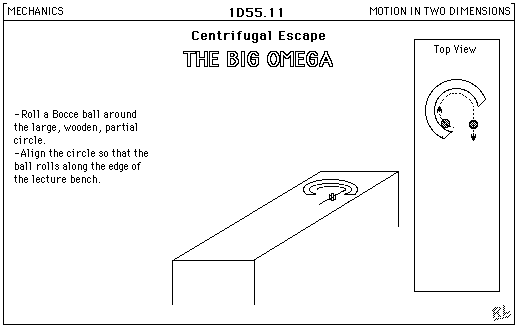 MECHANICS
1D55.11
MOTION IN TWO DIMENSIONS
Centrifugal Escape
THE BIG OMEGA
Top View
-Roll a Bocce ball around
the large, wooden, partial
circle.
-Align the circle so that the
ball rolls along the edge of
the lecture bench.